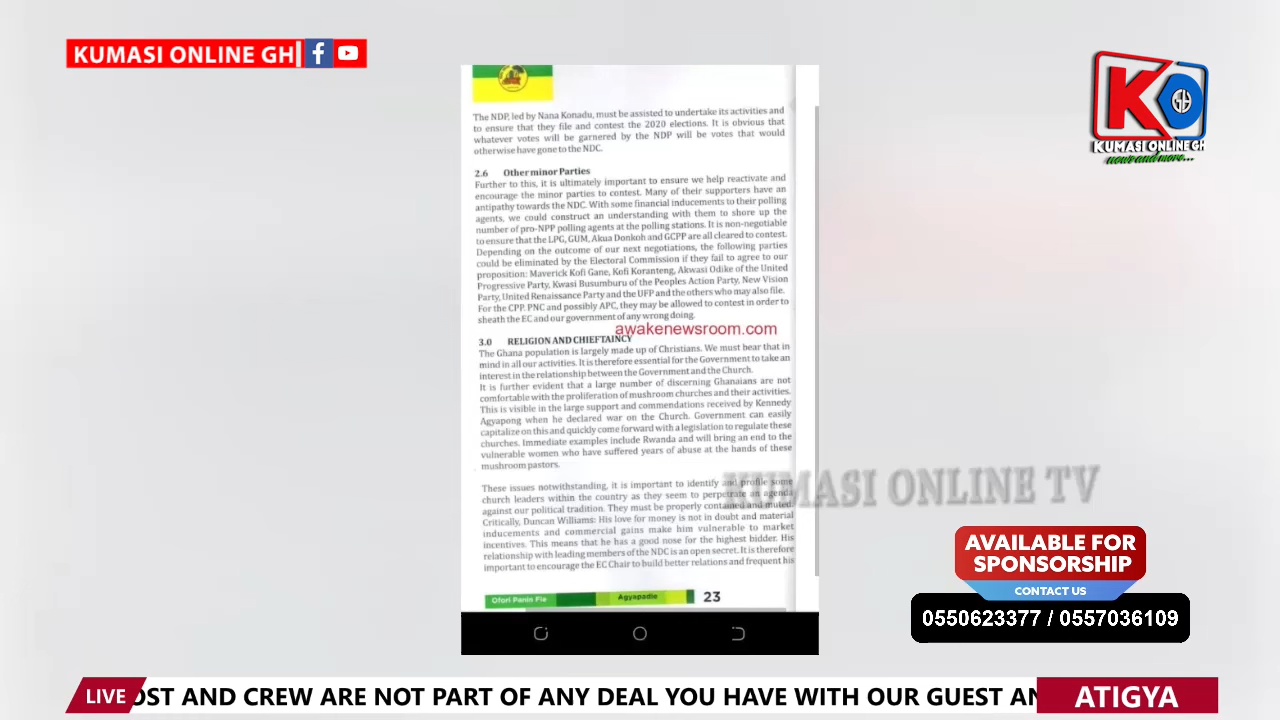 KUMASI ONLINE GH
KO
GH
KUMASI ONLINE GH
news and more...
The NDP, led by Nana Konadu, must be assisted to undertake its activities and
to ensure that they file and contest the 2020 elections. It is obvious that
whatever votes will be garnered by the NDP will be votes that would
otherwise have gone to the NDC.
2.6 Other minor Parties
Further to this, it is ultimately important to ensure we help reactivate and
encourage the minor parties to contest. Many of their supporters have an
antipathy towards the NDC. With some financial inducements to their polling
agents, we could construct an understanding with them to shore up the
number of pro-NPP polling agents at the polling stations. It is non-negotiable
to ensure that the LPG, GUM, Akua Donkoh and GCPP are all cleared to contest.
Depending on the outcome of our next negotiations, the following parties
could be eliminated by the Electoral Commission if they fail to agree to our
proposition: Maverick Kofi Gane, Kofi Koranteng, Akwasi Odike of the United
Progressive Party, Kwasi Busumburu of the Peoples Action Party, New Vision
Party, United Renaissance Party and the UFP and the others who may also file.
For the CPP. PNC and possibly APC, they may be allowed to contest in order to
sheath the EC and our government of any wrong doing.
awakenewsroom.com
3.0 RELIGION AND CHIEFTAINCY
The Ghana population is largely made up of Christians. We must bear that in
mind in all our activities. It is therefore essential for the Government to take an
interest in the relationship between the Government and the Church.
It is further evident that a large number of discerning Ghanaians are not
comfortable with the proliferation of mushroom churches and their activities.
This is visible in the large support and commendations received by Kennedy
Agyapong when he declared war on the Church. Government can easily
capitalize on this and quickly come forward with a legislation to regulate these
churches. Immediate examples include Rwanda and will bring an end to the
vulnerable women who have suffered years of abuse at the hands of these
mushroom pastors.
These issues notwithstanding, it is important to identify and profile some
church leaders within the country as they seem to perpetrate an agenda
against our political tradition. They must be properly contained and muted.
Critically, Duncan Williams: His love for money is not in doubt and material
inducements and commercial gains make him vulnerable to market
incentives. This means that he has a good nose for the highest bidder. His
relationship with leading members of the NDC is an open secret. It is therefore
important to encourage the EC Chair to build better relations and frequent his
Ofori Panin Fie Agyapadie 23
KUMASI ONLINE TV
AVAILABLE FOR
SPONSORSHIP
CONTACT US
0550623377 / 0557036109
LIVE OST AND CREW ARE NOT PART OF ANY DEAL YOU HAVE WITH OUR GUEST AN
ATIGYA